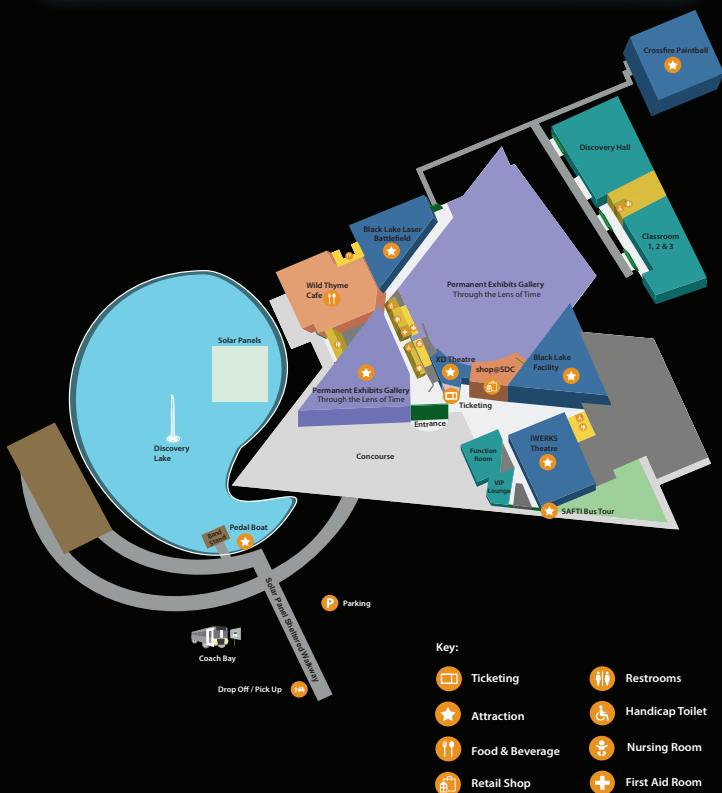 Crossfire Paintball
Discovery Hall
Classroom
1, 2 & 3
Black Lake Laser
Battlefield
Wild Thyme
Cafe
Permanent Exhibits Gallery
Through the Lens of Time
Solar Panels
XD Theatre
shop@SDC
Black Lake
Facility
Permanent Exhibits Gallery
Through the Lens of Time
Ticketing
Entrance
Discovery
Lake
Concourse
Function
Room
iWERKS
Theatre
VIP
Lounge
SAFTI Bus Tour
Band
Stand
Pedal Boat
Solar Panel Sheltered Walkway
P
Parking
Coach Bay
Drop Off / Pick Up
Key:
Ticketing
Restrooms
Attraction
Handicap Toilet
Food & Beverage
Nursing Room
Retail Shop
First Aid Room